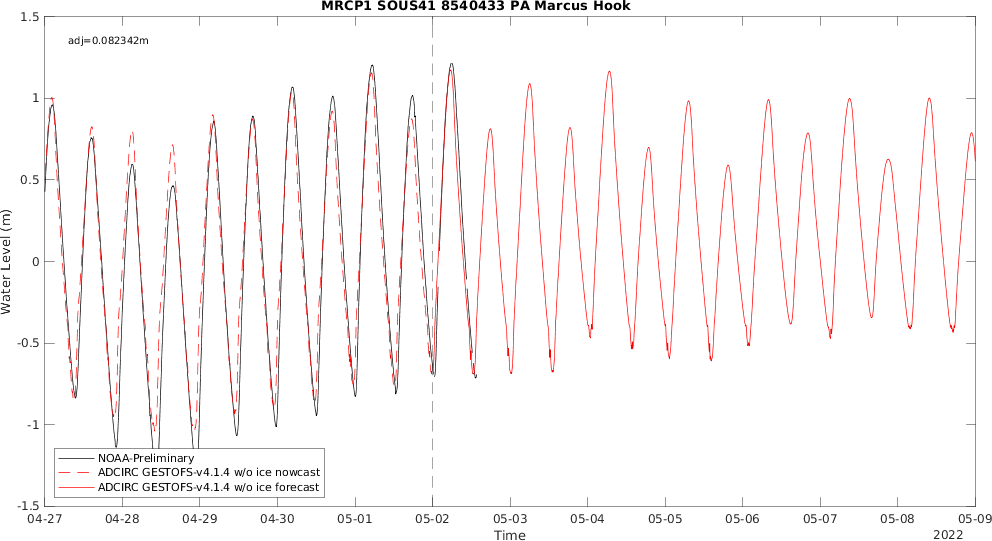 MRCP1 SOUS41 8540433 PA Marcus Hook
adj=0.082342m
Water Level (m)
1.5
1
0.5
0
-0.5
-1
-1.5
NOAA-Preliminary
ADCIRC GESTOFS-v4.1.4 w/o ice nowcast
ADCIRC GESTOFS-v4.1.4 w/o ice forecast
04-27 04-28 04-29 04-30 05-01 05-02 05-03 05-04 05-05 05-06 05-07 05-08 05-09
Time
2022